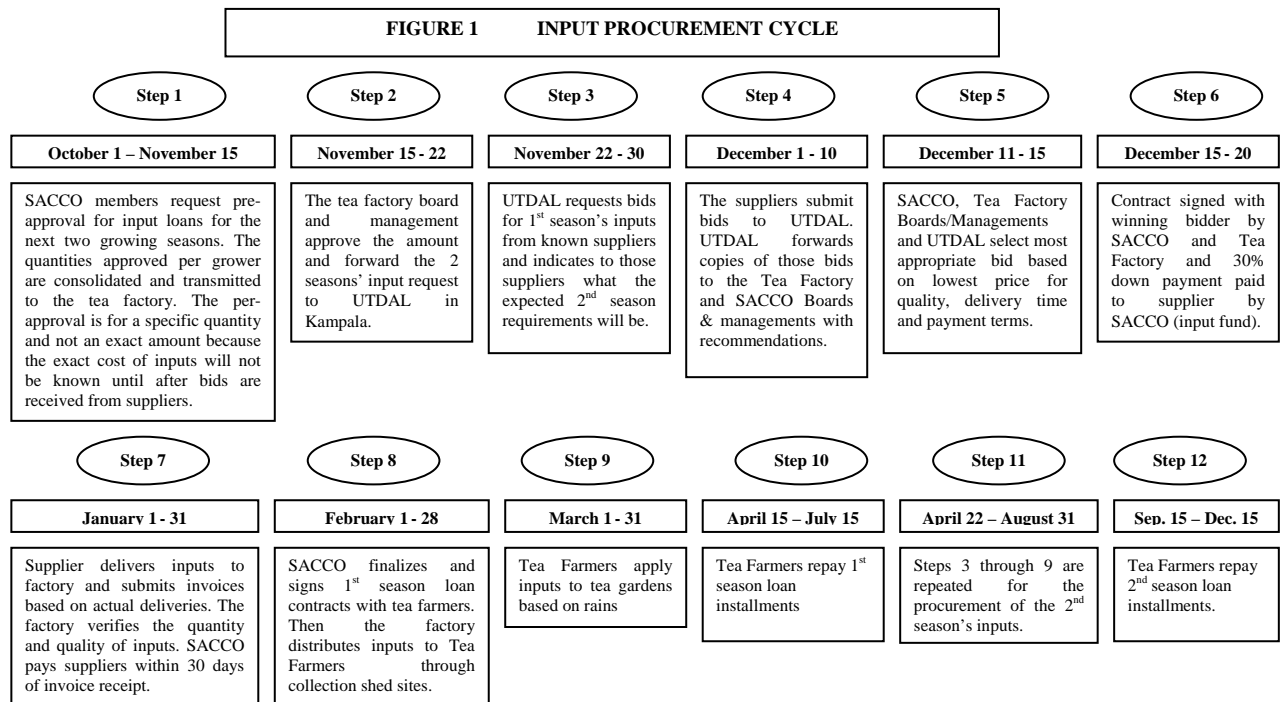 FIGURE 1 INPUT PROCUREMENT CYCLE
Step 1
October 1 – November 15
SACCO members request pre-
approval for input loans for the
next two growing seasons. The
quantities approved per grower
are consolidated and transmitted
to the tea factory. The per-
approval is for a specific quantity
and not an exact amount because
the exact cost of inputs will not
be known until after bids are
received from suppliers.
Step 2
November 15 - 22
The tea factory board
and management
approve the amount
and forward the 2
seasons' input request
to UTDAL in
Kampala.
Step 3
November 22 - 30
UTDAL requests bids
for 1st season's inputs
from known suppliers
and indicates to those
suppliers what the
expected 2nd season
requirements will be.
Step 4
December 1 - 10
The suppliers submit
bids to UTDAL.
UTDAL forwards
copies of those bids
to the Tea Factory
and SACCO Boards
& managements with
recommendations.
Step 5
December 11 - 15
SACCO, Tea Factory
Boards/Managements
and UTDAL select most
appropriate bid based
on lowest price for
quality, delivery time
and payment terms.
Step 6
December 15-20
Contract signed with
winning bidder by
SACCO and Tea
Factory and 30%
down payment paid
to supplier by
SACCO (input fund).
Step 7
January 1 - 31
Supplier delivers inputs to
factory and submits invoices
based on actual deliveries. The
factory verifies the quantity
and quality of inputs. SACCO
pays suppliers within 30 days
of invoice receipt.
Step 8
February 1 - 28
SACCO finalizes and
signs 1st season loan
contracts with tea farmers.
Then the factory
distributes inputs to Tea
Farmers through
collection shed sites.
Step 9
March 1 - 31
Tea Farmers apply
inputs to tea gardens
based on rains
Step 10
April 15 – July 15
Tea Farmers repay 1st
season loan
installments
Step 11
April 22 – August 31
Steps 3 through 9 are
repeated for the
procurement of the 2nd
season's inputs.
Step 12
Sep. 15 – Dec. 15
Tea Farmers repay
2nd season loan
installments.